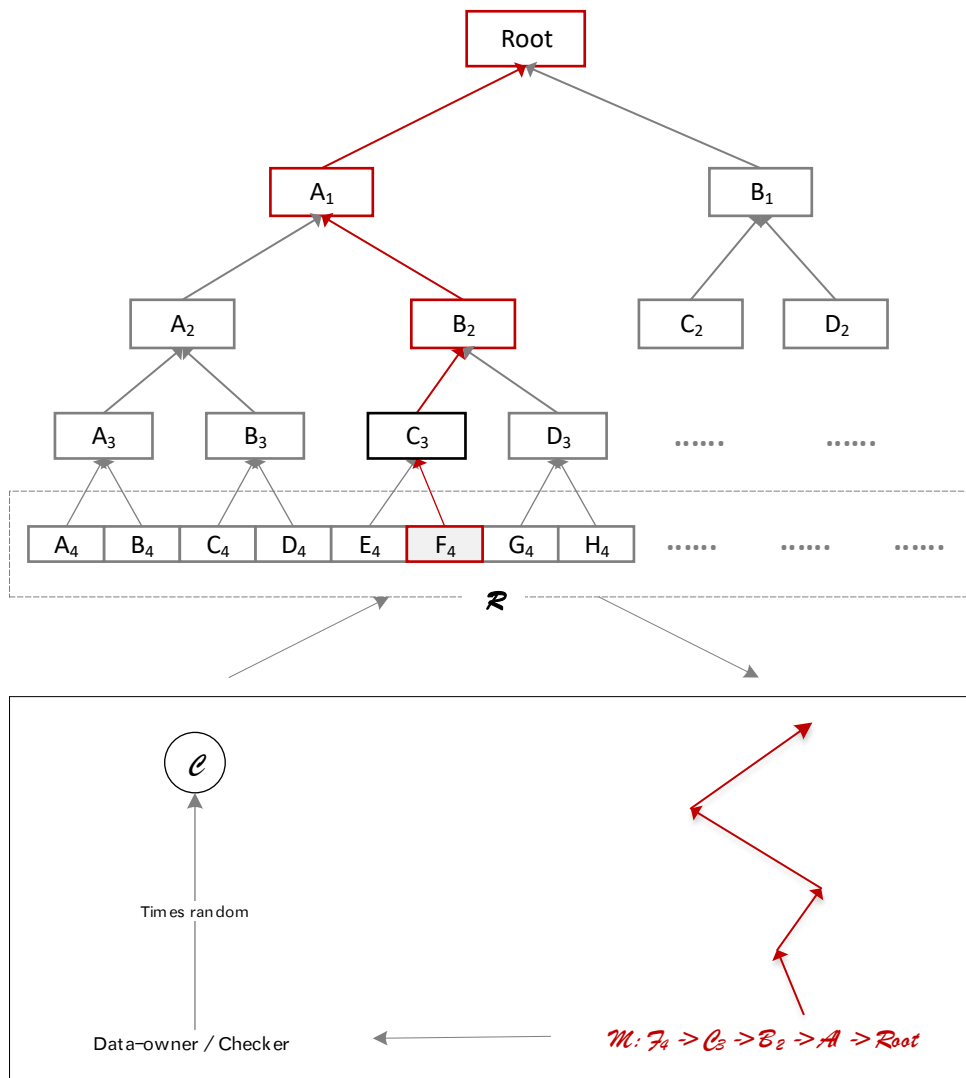 Root
A₁ B₁
A₂ B₂ C₂ D₂
A₃ B₃ C₃ D₃ ...... ......
A₄ B₄ C₄ D₄ E₄ F₄ G₄ H₄ ...... ...... ......
R
C
Times random
Data-owner / Checker
M: F₄ -> C₃ -> B₂ -> A1 -> Root